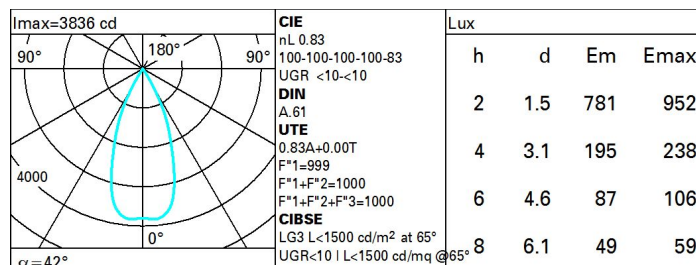 Imax=3836 cd
90° 180° 90°
4000
0°
α=42°
CIE
nL 0.83
100-100-100-100-83
UGR <10-<10
DIN
A.61
UTE
0.83A+0.00T
F"1=999
F"1+F"2=1000
F"1+F"2+F"3=1000
CIBSE
LG3 L<1500 cd/m² at 65°
UGR<10 | L<1500 cd/mq @65°
Lux
h d Em Emax
2 1.5 781 952
4 3.1 195 238
6 4.6 87 106
8 6.1 49 59